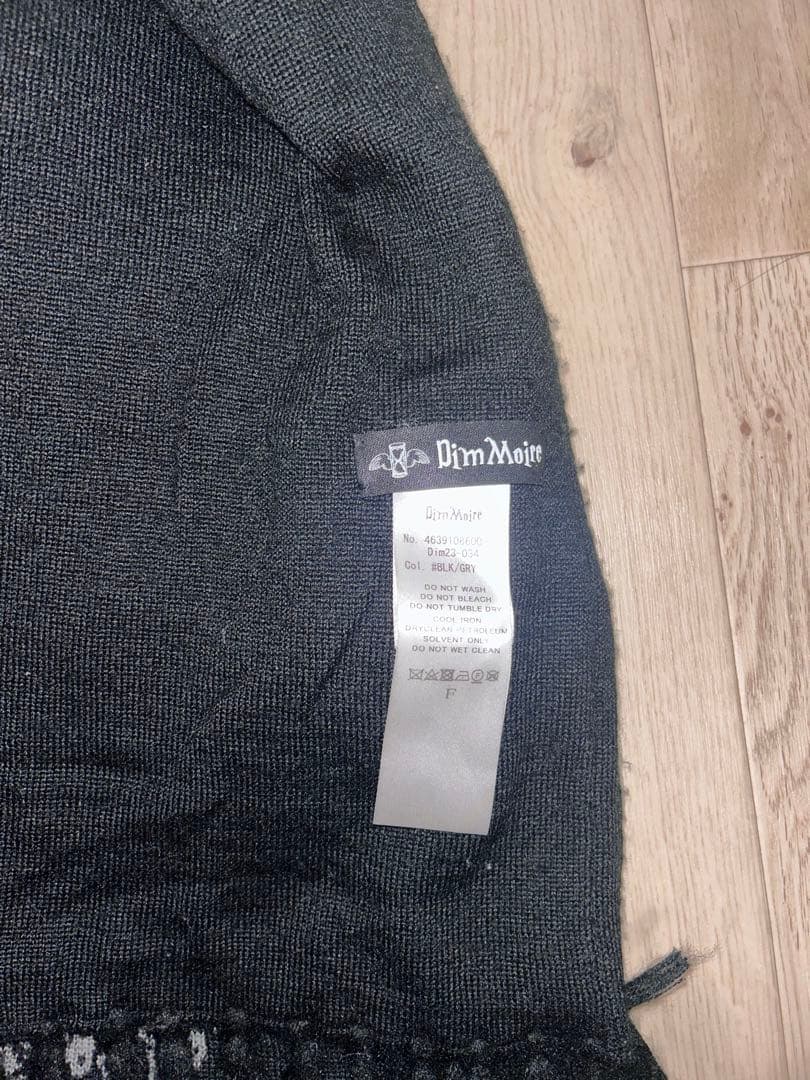 Dim Moire
Dim Moire
No. 4639108600
Dim23-034
Col. #BLK/GRY
DO NOT WASH
DO NOT BLEACH
DO NOT TUMBLE DRY
COOL IRON
DRYCLEAN PETROLEUM
SOLVENT ONLY
DO NOT WET CLEAN
F